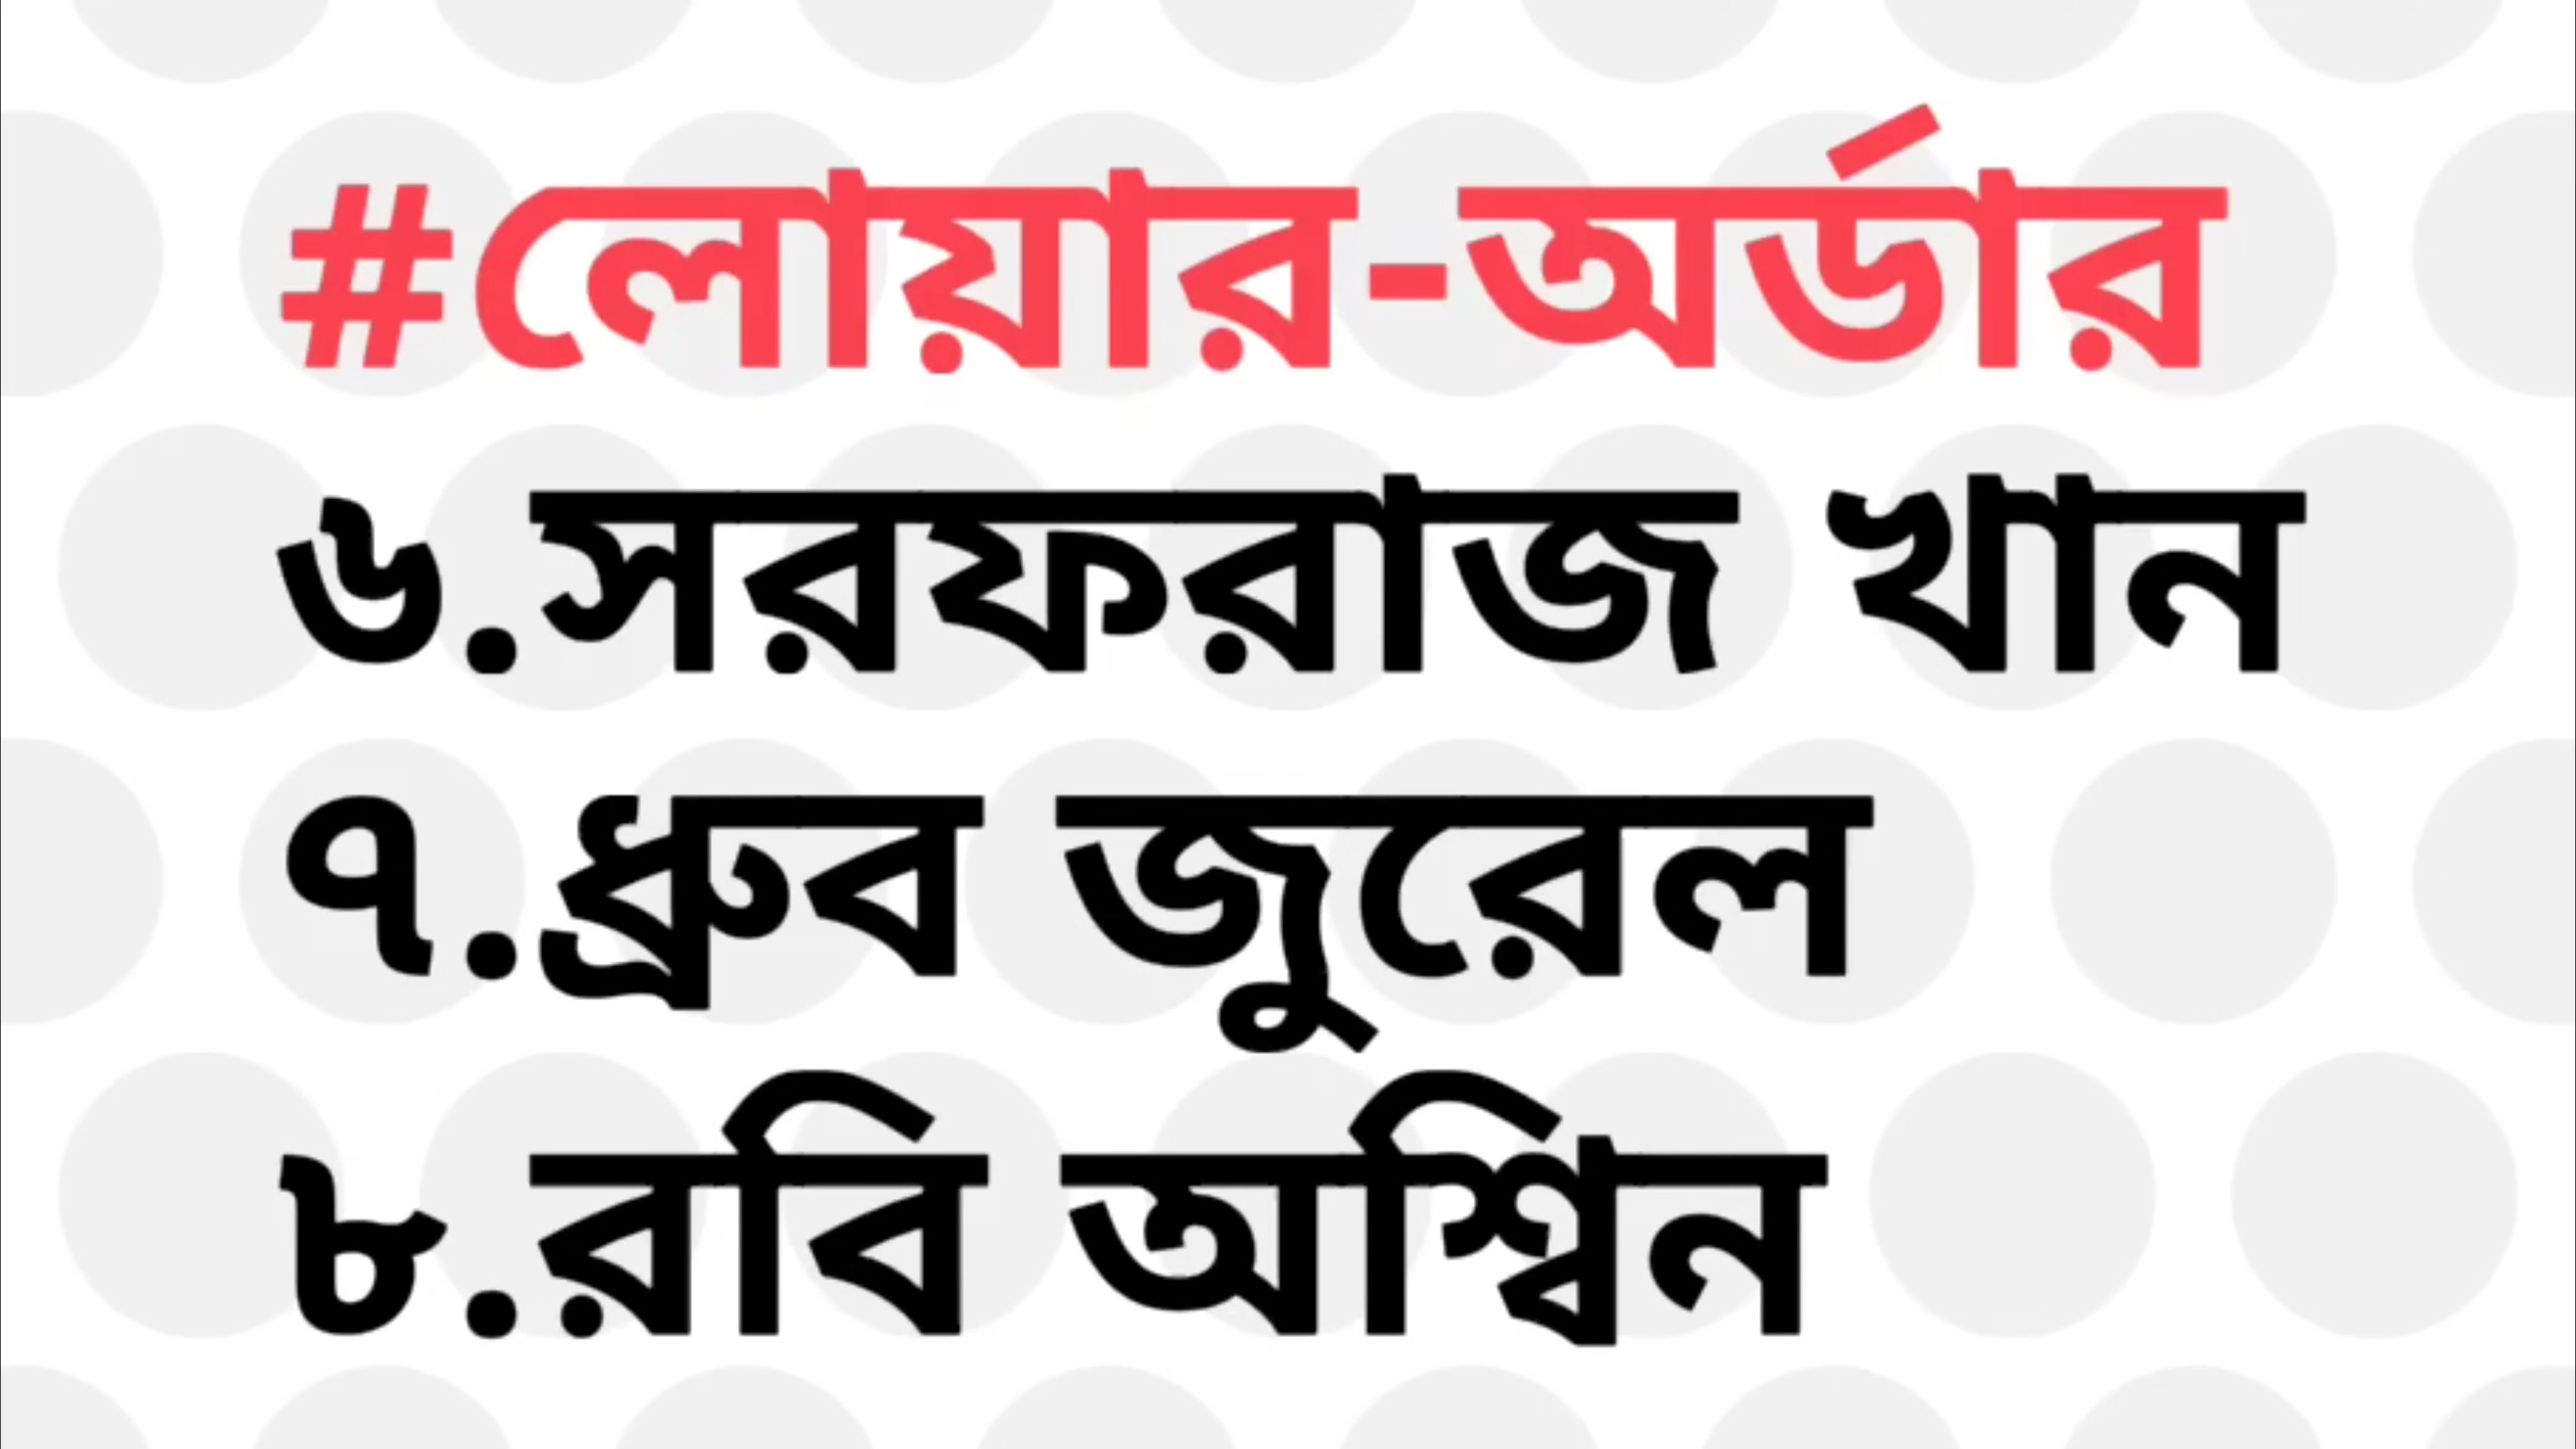 #লোয়ার-অর্ডার
৬.সরফরাজ খান
৭.ধ্রুব জুরেল
৮.রবি অশ্বিন